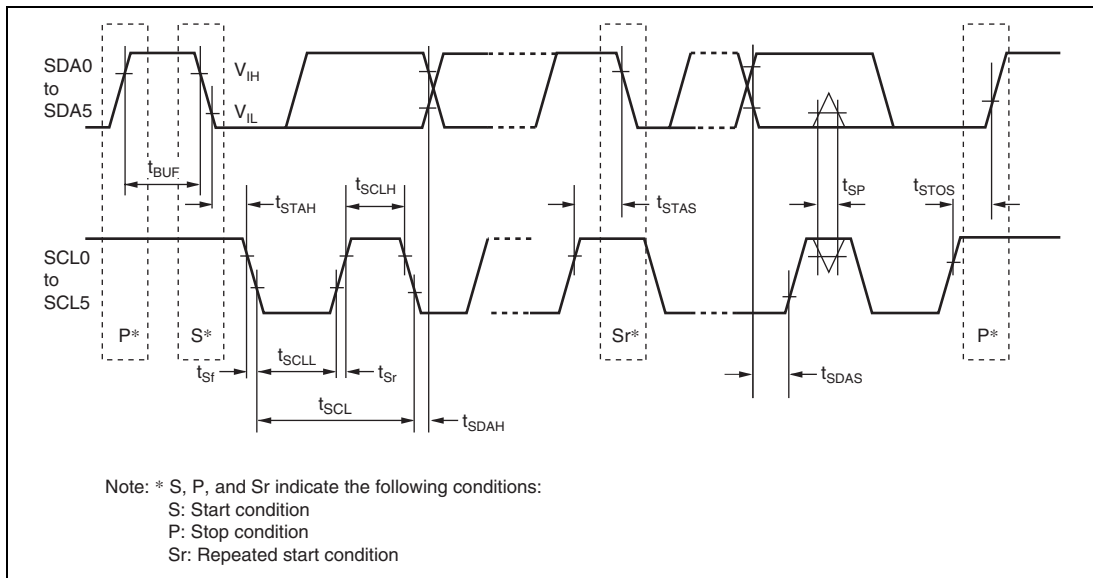 SDA0
to
SDA5
VIH
VIL
tBUF
tSTAH
tSCLH
tSTAS
tSP
tSTOS
SCL0
to
SCL5
P*
S*
Sr*
P*
tSf
tSCLL
tSr
tSCL
tSDAH
tSDAS
Note: * S, P, and Sr indicate the following conditions:
S: Start condition
P: Stop condition
Sr: Repeated start condition